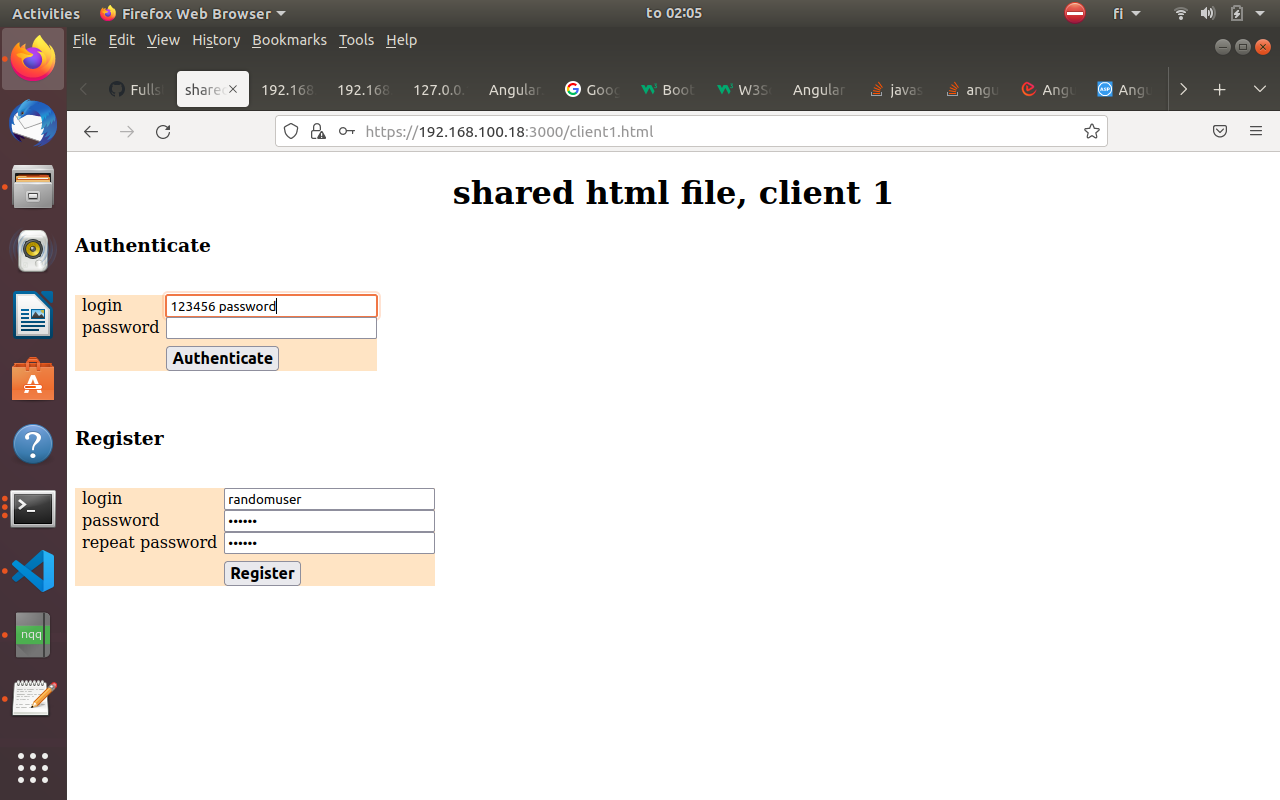 Activities Firefox Web Browser to 02:05 fi
File Edit View History Bookmarks Tools Help
Fulls share 192.168 192.168 127.0.0. Angular Goog Boot W3S Angular javas angu Angu Angu
https://192.168.100.18:3000/client1.html
shared html file, client 1
Authenticate
login 123456 password
password
Authenticate
Register
login randomuser
password ••••••
repeat password ••••••
Register
nqq